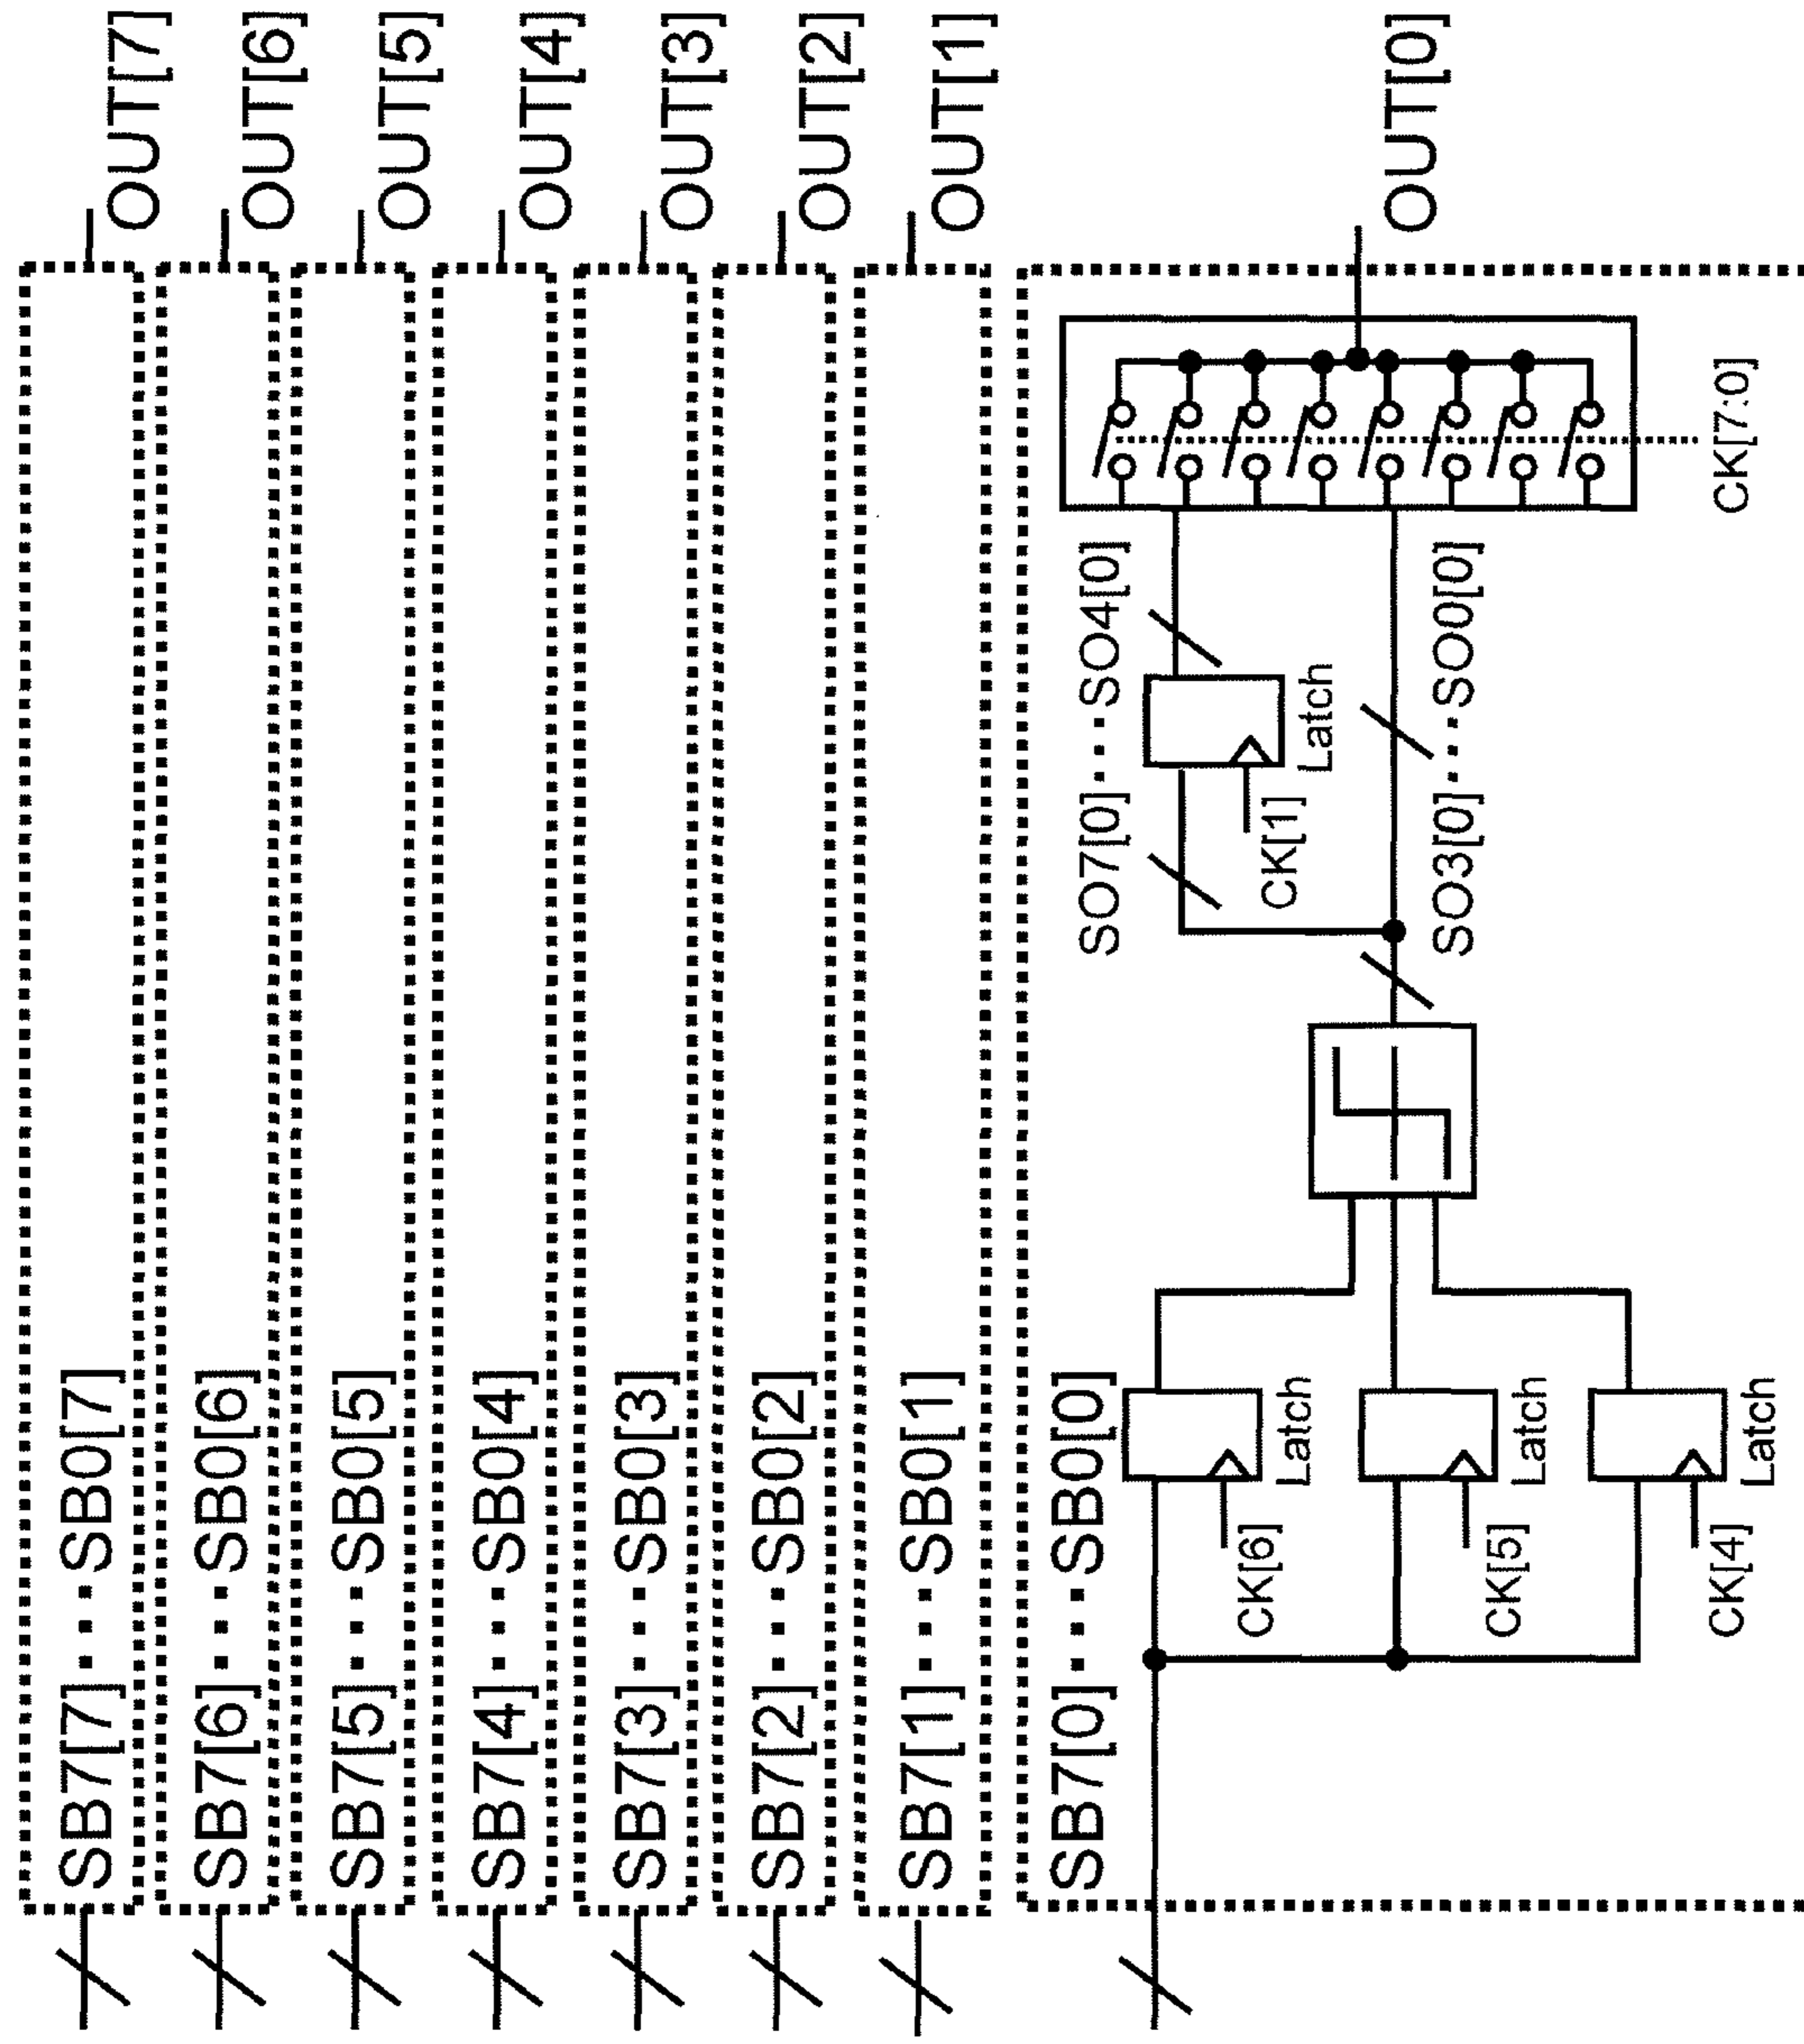 SB7[7]···SB0[7]
OUT[7]
SB7[6]···SB0[6]
OUT[6]
SB7[5]···SB0[5]
OUT[5]
SB7[4]···SB0[4]
OUT[4]
SB7[3]···SB0[3]
OUT[3]
SB7[2]···SB0[2]
OUT[2]
SB7[1]···SB0[1]
OUT[1]
SB7[0]···SB0[0]
CK[6]
Latch
CK[5]
Latch
CK[4]
Latch
SO7[0]···SO4[0]
CK[1]
Latch
SO3[0]···SO0[0]
CK[7:0]
OUT[0]